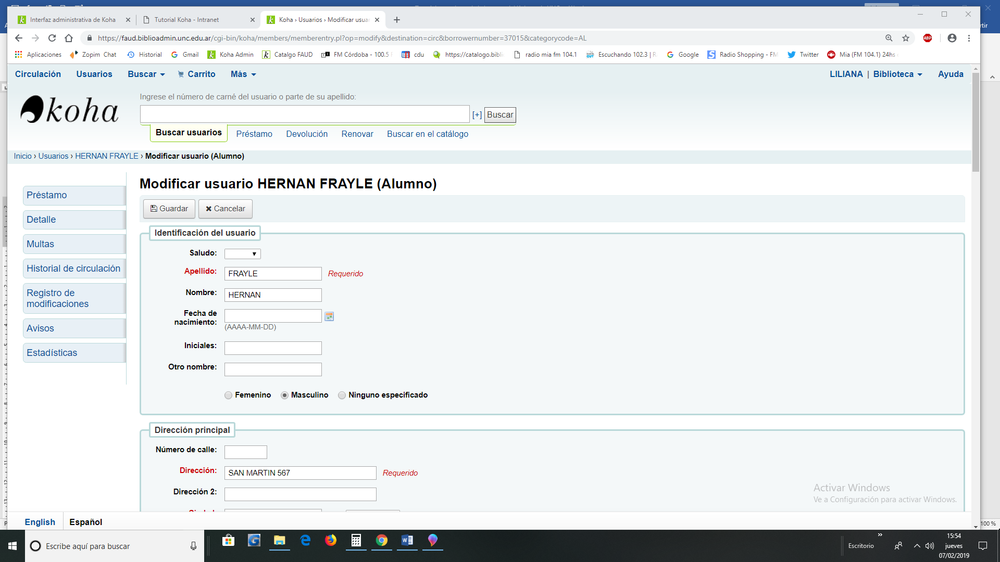 Interfaz administrativa de Koha
Tutorial Koha - Intranet
Koha › Usuarios › Modificar usuar
https://faud.biblioadmin.unc.edu.ar/cgi-bin/koha/members/memberentry.pl?op=modify&destination=circ&borrowernumber=37015&categorycode=AL
ABP
Aplicaciones Zopim Chat Historial Gmail Koha Admin Catalgo FAUD FM Córdoba - 100.5 cdu https://catalogo.bibli radio mia fm 104.1 Escuchando 102.3 | R Google Radio Shopping - FM Twitter Mia (FM 104.1) 24hs
rtir
Circulación Usuarios Buscar Carrito Más LILIANA | Biblioteca Ayuda
koha
Ingrese el número de carné del usuario o parte de su apellido:
[+] Buscar
Buscar usuarios Préstamo Devolución Renovar Buscar en el catálogo
Inicio › Usuarios › HERNAN FRAYLE › Modificar usuario (Alumno)
Préstamo
Detalle
Multas
Historial de circulación
Registro de
modificaciones
Avisos
Estadísticas
Modificar usuario HERNAN FRAYLE (Alumno)
Guardar Cancelar
Identificación del usuario
Saludo:
Apellido: FRAYLE Requerido
Nombre: HERNAN
Fecha de
nacimiento:
(AAAA-MM-DD)
Iniciales:
Otro nombre:
Femenino Masculino Ninguno especificado
Dirección principal
Número de calle:
Dirección: SAN MARTIN 567 Requerido
Dirección 2:
Activar Windows
Ve a Configuración para activar Windows.
English Español
100 %
Escribe aquí para buscar
Escritorio
15:54
jueves
07/02/2019